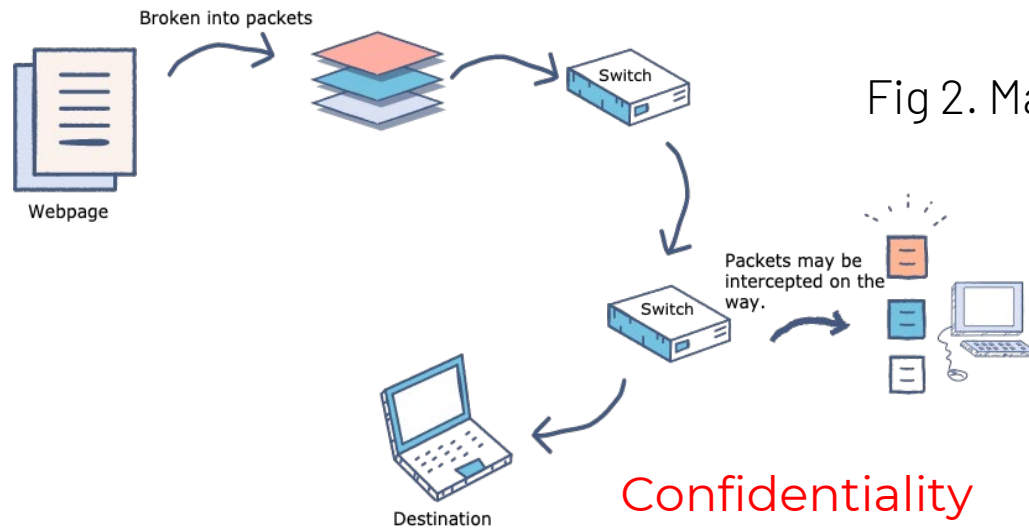 Broken into packets
Switch
Fig 2. Ma
Webpage
Packets may be
intercepted on the
way.
Switch
Confidentiality
Destination